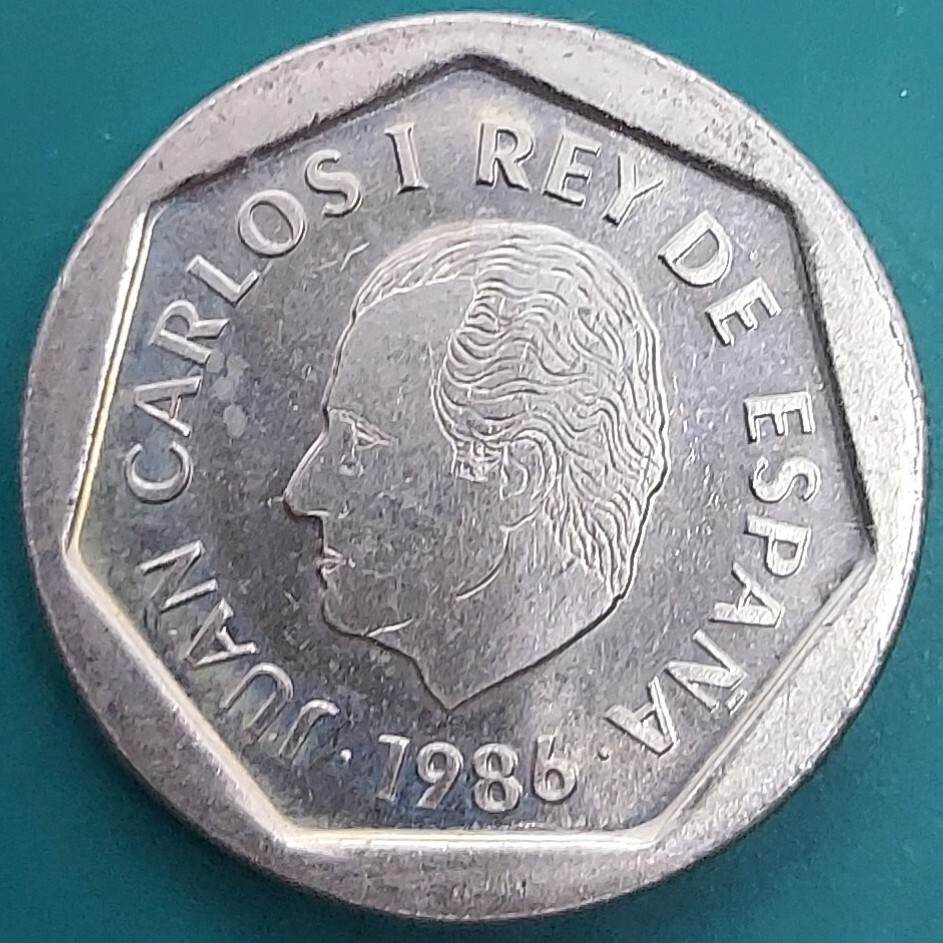 JUAN CARLOS I REY DE ESPAÑA
· 1986 ·